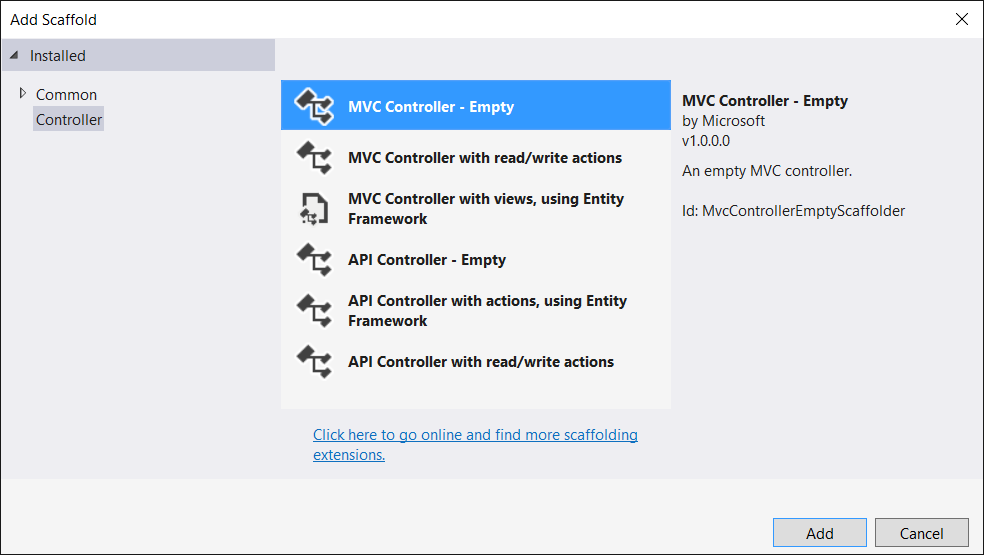 Add Scaffold
Installed
Common
Controller
MVC Controller - Empty
MVC Controller with read/write actions
MVC Controller with views, using Entity
Framework
API Controller - Empty
API Controller with actions, using Entity
Framework
API Controller with read/write actions
Click here to go online and find more scaffolding
extensions.
MVC Controller - Empty
by Microsoft
v1.0.0.0
An empty MVC controller.
Id: MvcControllerEmptyScaffolder
Add
Cancel